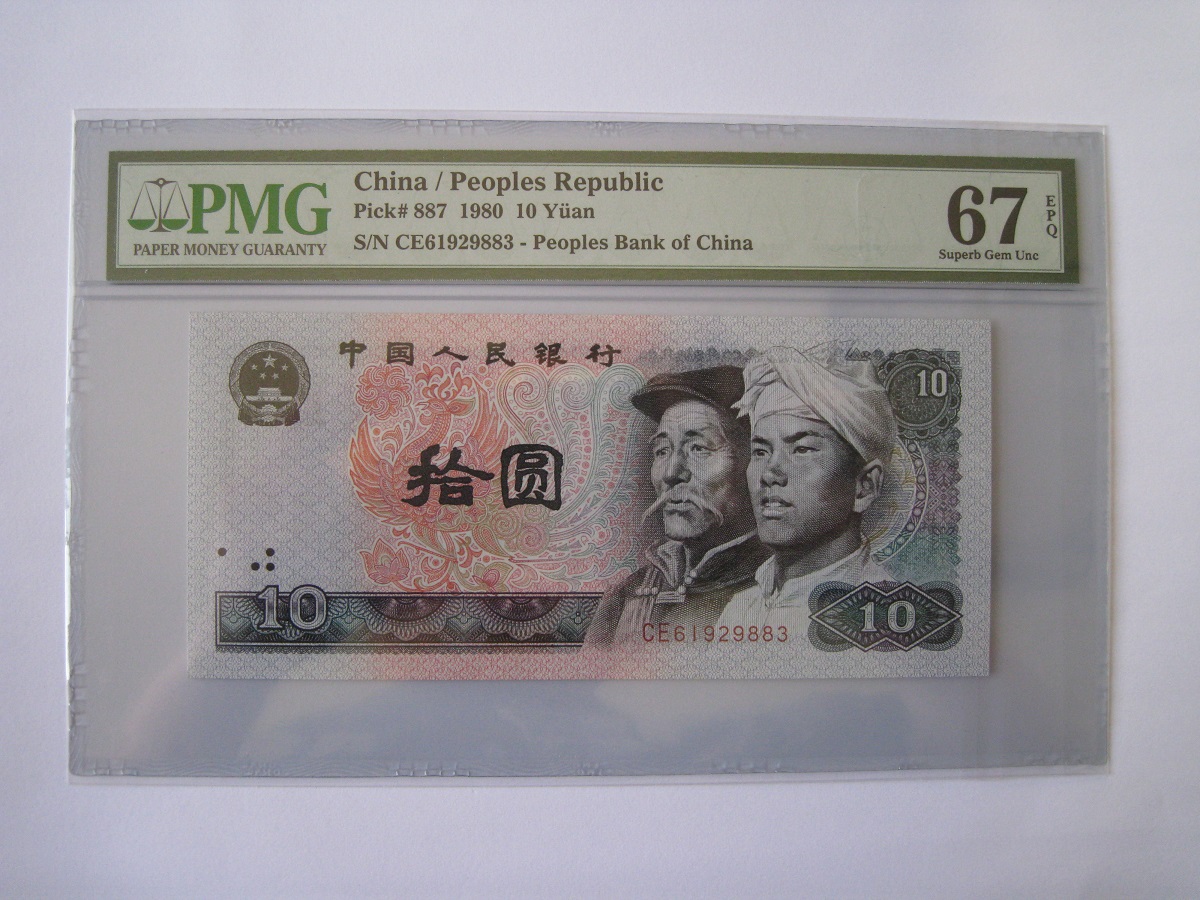 PMG
PAPER MONEY GUARANTY
China / Peoples Republic
Pick# 887 1980 10 Yüan
S/N CE61929883 - Peoples Bank of China
67
EPQ
Superb Gem Unc
中国人民银行
10
拾圆
10
CE61929883
10